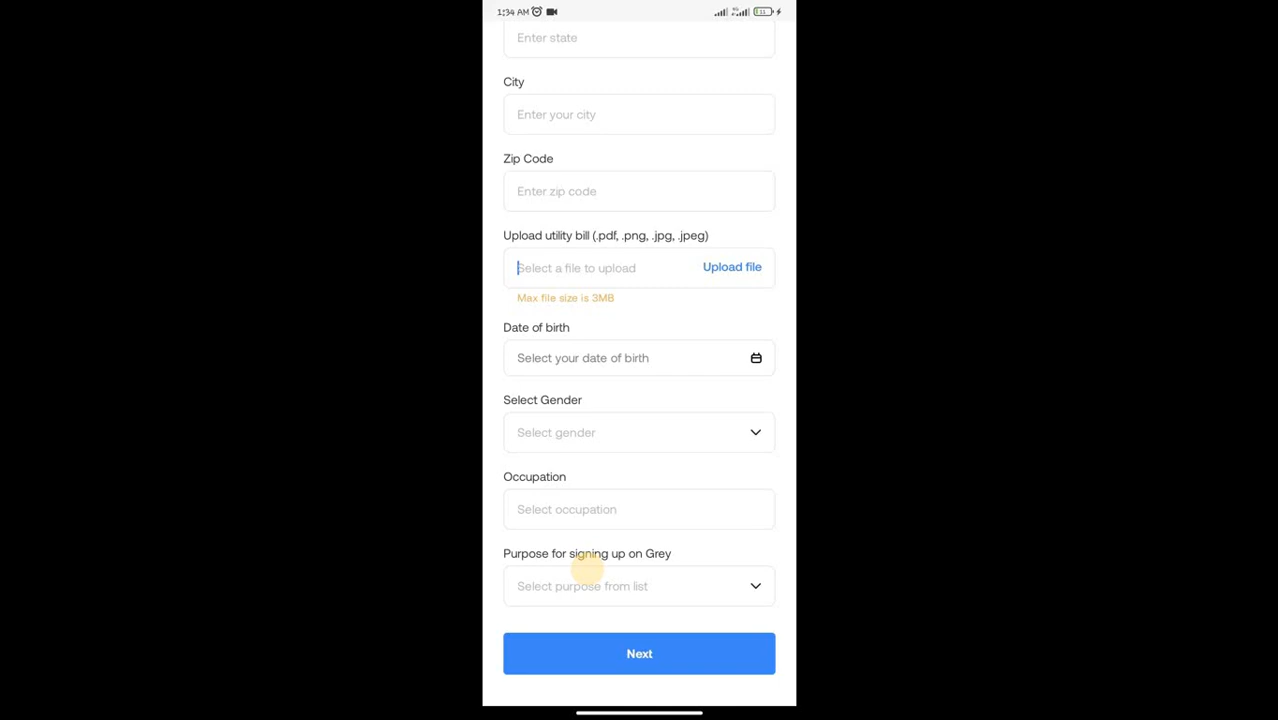 1:34 AM
11
Enter state
City
Enter your city
Zip Code
Enter zip code
Upload utility bill (.pdf, .png, .jpg, .jpeg)
Select a file to upload Upload file
Max file size is 3MB
Date of birth
Select your date of birth
Select Gender
Select gender
Occupation
Select occupation
Purpose for signing up on Grey
Select purpose from list
Next